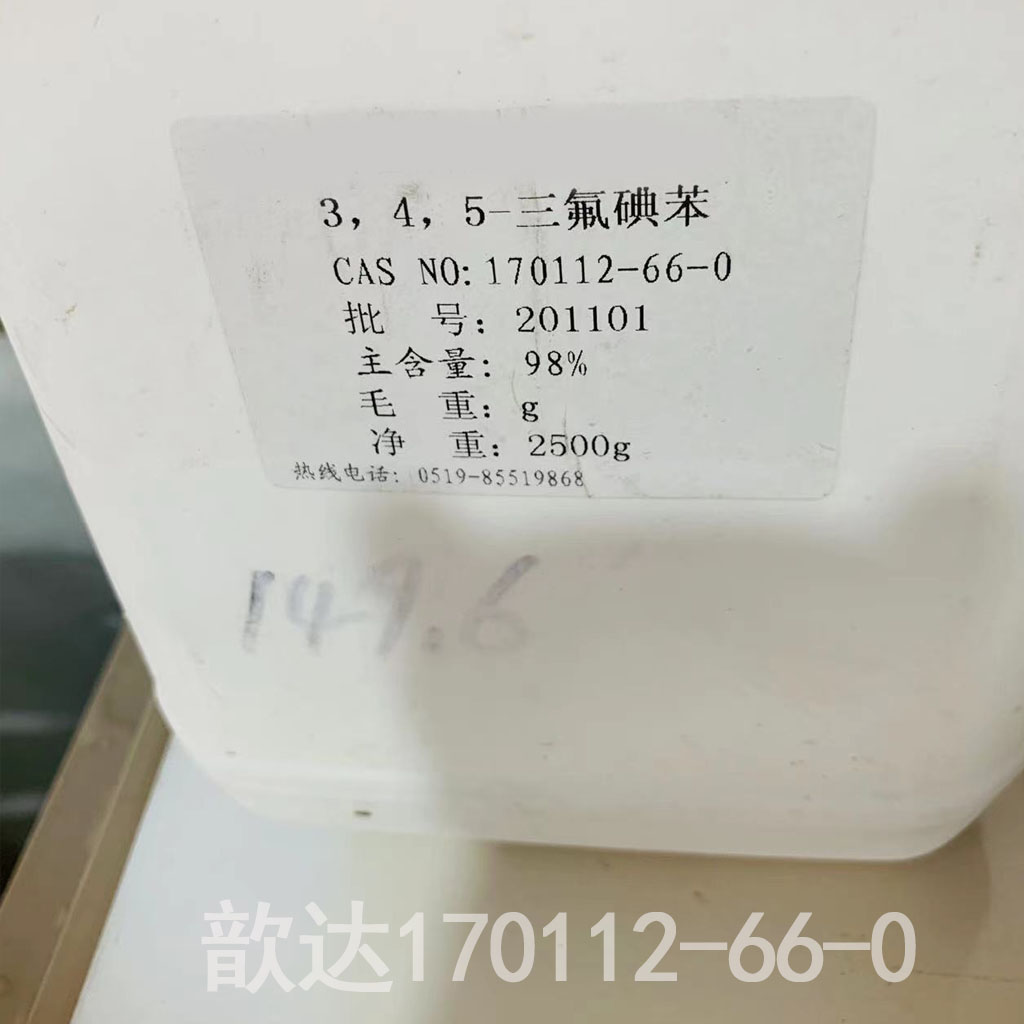 3，4，5-三氟碘苯
CAS NO:170112-66-0
批 号：201101
主含量：98%
毛 重：g
净 重：2500g
热线电话：0519-85519868
149.6
歆达170112-66-0